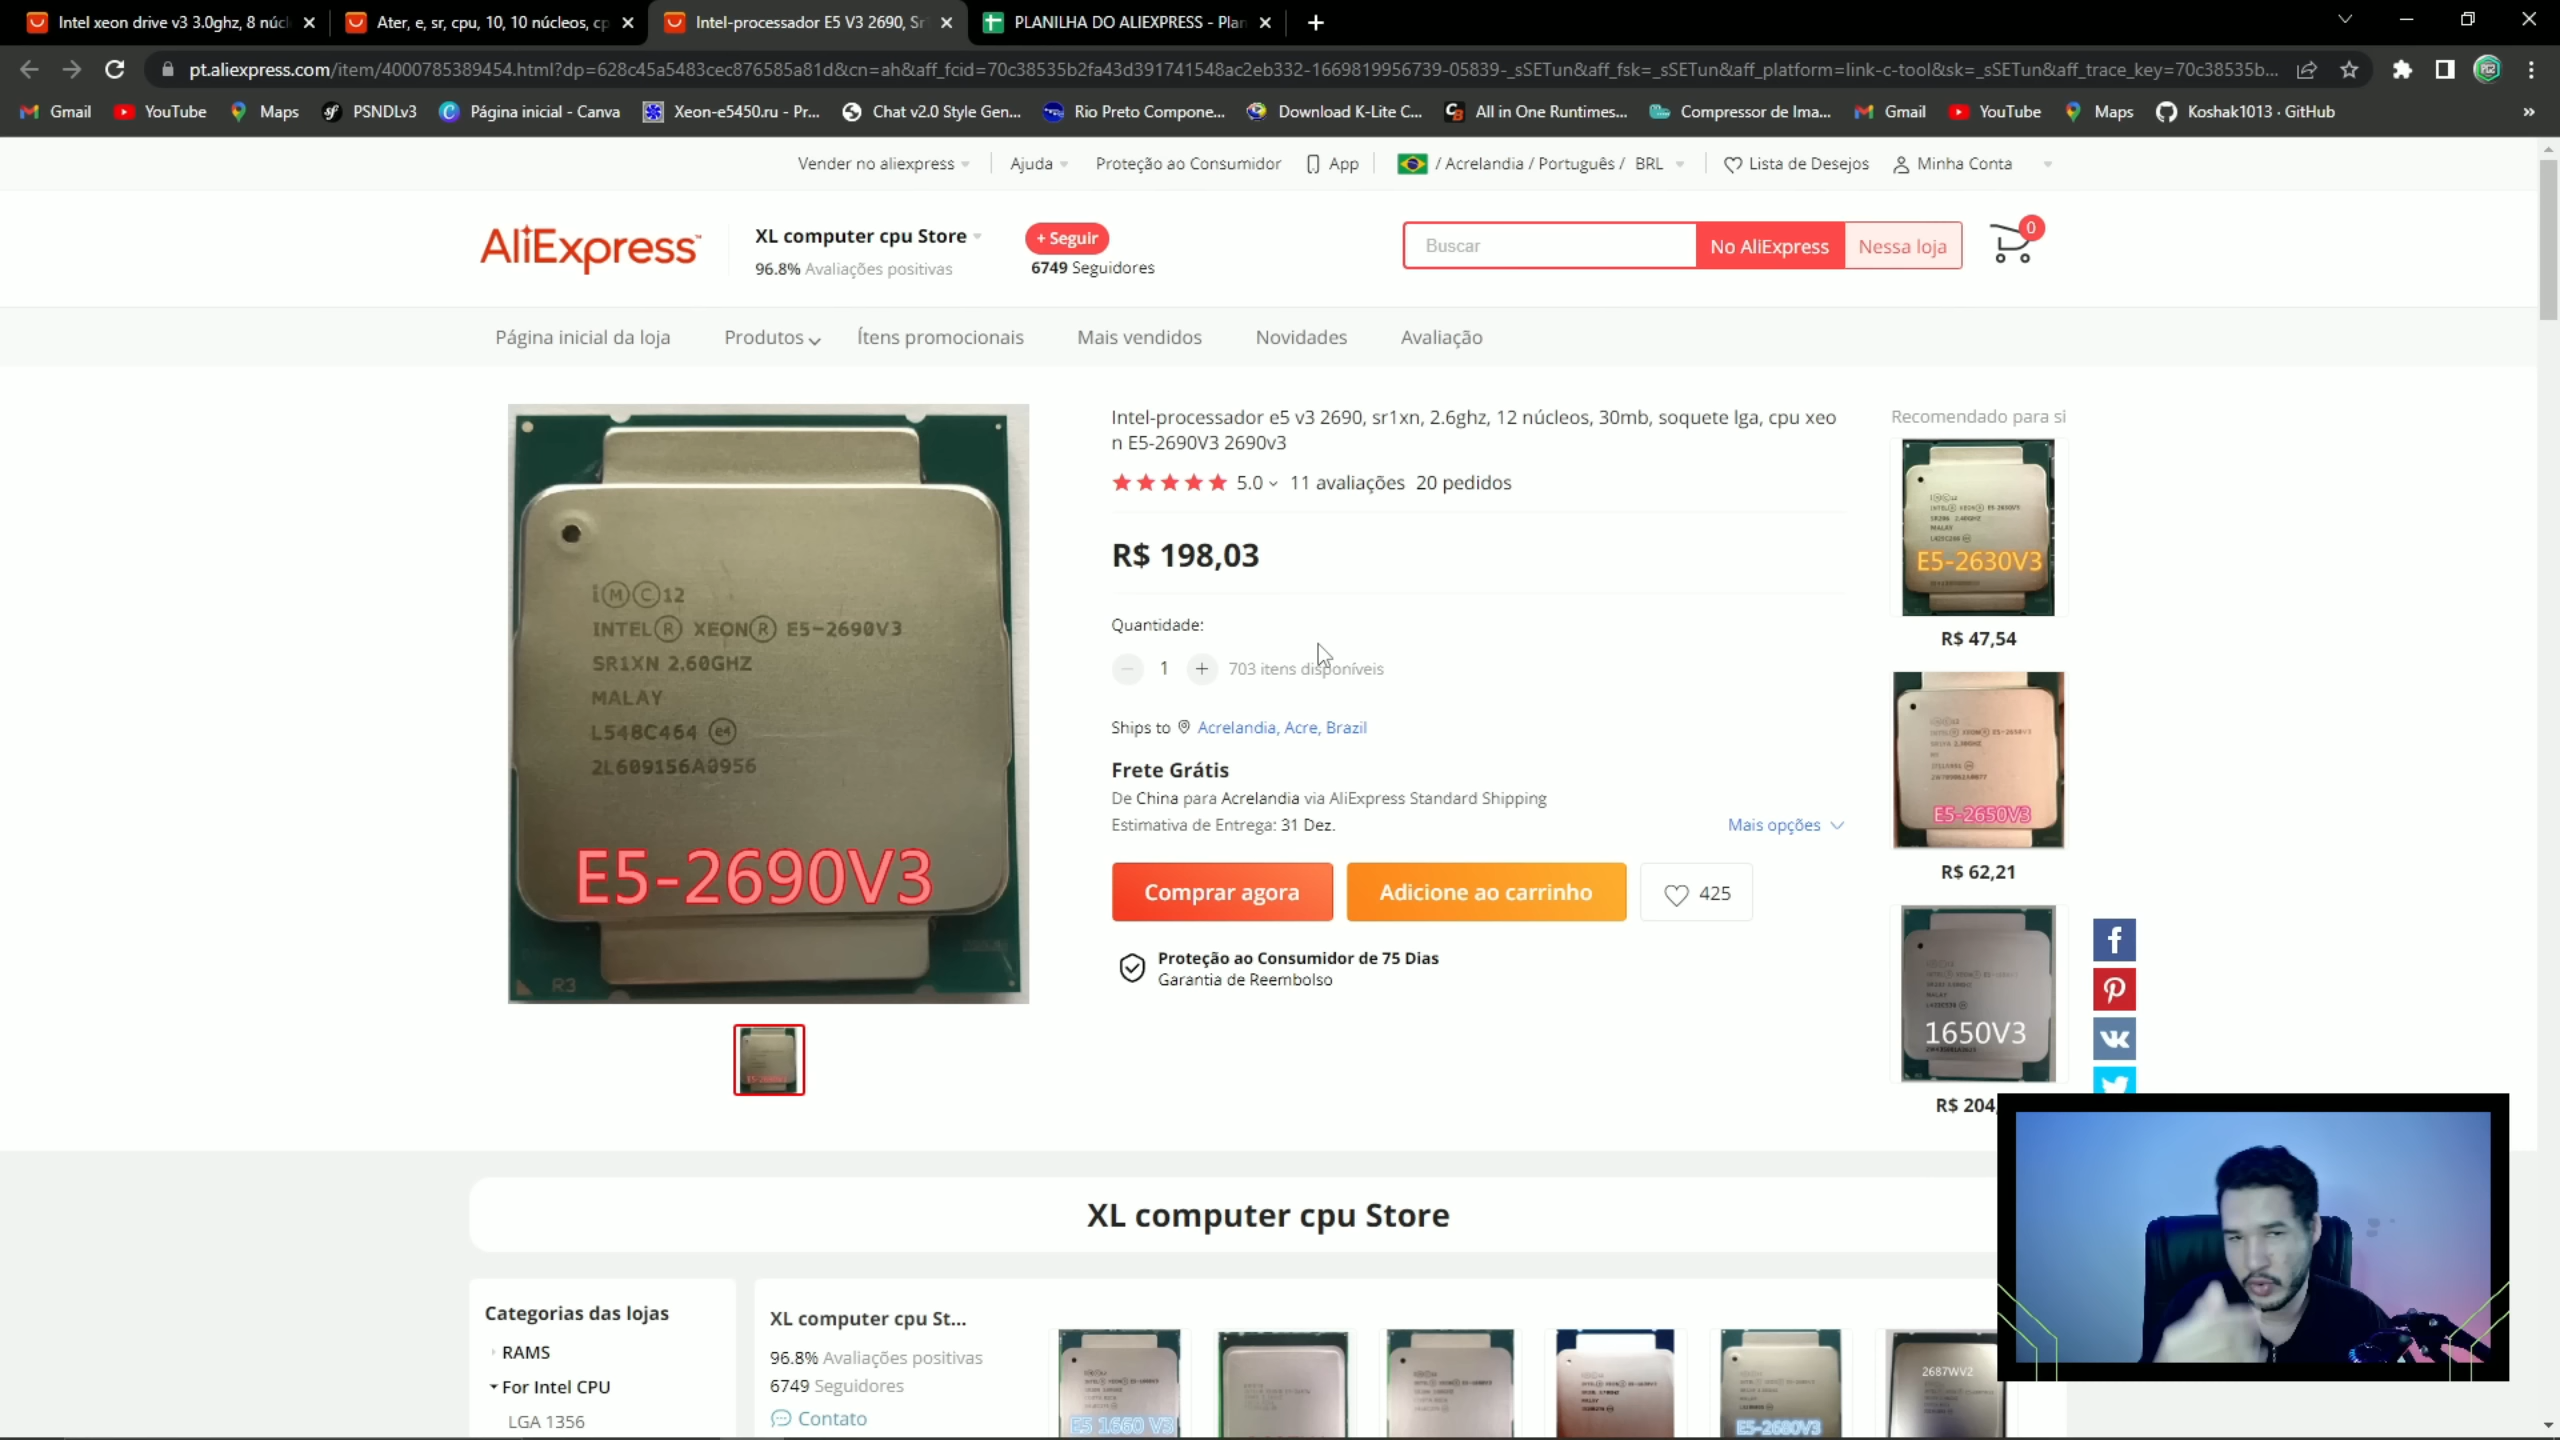 Intel xeon drive v3 3.0ghz, 8 núcl
Ater, e, sr, cpu, 10, 10 núcleos, cp
Intel-processador E5 V3 2690, Sr
PLANILHA DO ALIEXPRESS - Plan
pt.aliexpress.com/item/4000785389454.html?dp=628c45a5483cec876585a81d&cn=ah&aff_fcid=70c38535b2fa43d391741548ac2eb332-1669819956739-05839-_sSETun&aff_fsk=_sSETun&aff_platform=link-c-tool&sk=_sSETun&aff_trace_key=70c38535b...
Gmail
YouTube
Maps
PSNDLv3
Página inicial - Canva
Xeon-e5450.ru - Pr...
Chat v2.0 Style Gen...
Rio Preto Compone...
Download K-Lite C...
All in One Runtimes...
Compressor de Ima...
Gmail
YouTube
Maps
Koshak1013 · GitHub
»
Vender no aliexpress
Ajuda
Proteção ao Consumidor
App
/ Acrelandia / Português / BRL
Lista de Desejos
Minha Conta
AliExpress™
XL computer cpu Store
96.8% Avaliações positivas
+ Seguir
6749 Seguidores
Buscar
No AliExpress
Nessa loja
0
Página inicial da loja
Produtos
Ítens promocionais
Mais vendidos
Novidades
Avaliação
iⓂⒸ12
INTEL® XEON® E5-2690V3
SR1XN 2.60GHZ
MALAY
L548C464 e4
2L609156A0956
E5-2690V3
R3
Intel-processador e5 v3 2690, sr1xn, 2.6ghz, 12 núcleos, 30mb, soquete lga, cpu xeo
n E5-2690V3 2690v3
5.0
11 avaliações
20 pedidos
R$ 198,03
Quantidade:
1
703 itens disponíveis
Ships to
Acrelandia, Acre, Brazil
Frete Grátis
De China para Acrelandia via AliExpress Standard Shipping
Estimativa de Entrega: 31 Dez.
Mais opções
Comprar agora
Adicione ao carrinho
425
Proteção ao Consumidor de 75 Dias
Garantia de Reembolso
Recomendado para si
E5-2630V3
R$ 47,54
E5-2650V3
R$ 62,21
1650V3
R$ 204,
XL computer cpu Store
Categorias das lojas
RAMS
For Intel CPU
LGA 1356
XL computer cpu St...
96.8% Avaliações positivas
6749 Seguidores
Contato
E5 1660 V3
E5-2680V3
2687WV2